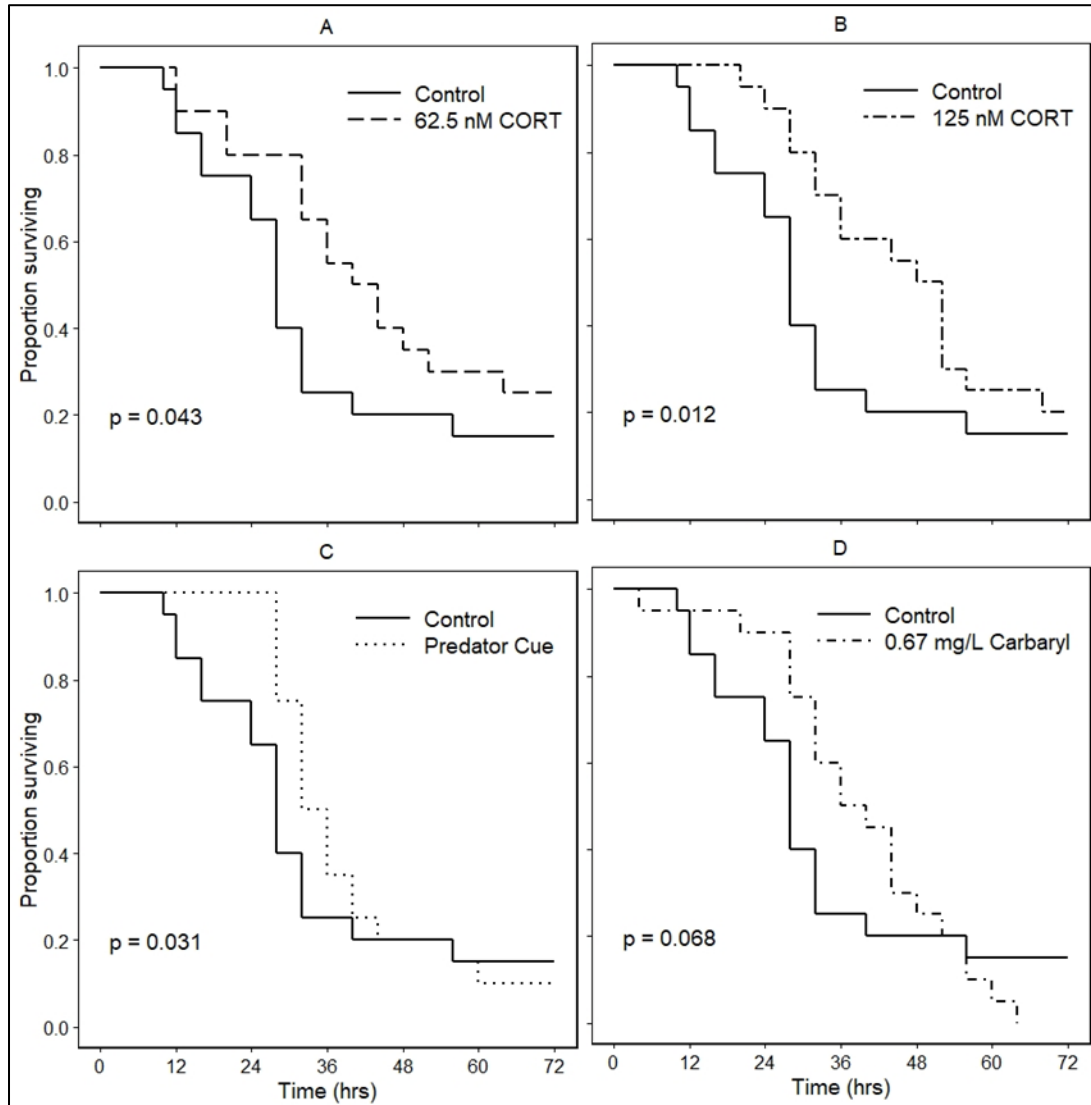 A
Control
62.5 nM CORT
1.0
0.8
0.6
0.4
0.2
0.0
Proportion surviving
p = 0.043
B
Control
125 nM CORT
p = 0.012
C
Control
Predator Cue
1.0
0.8
0.6
0.4
0.2
0.0
Proportion surviving
p = 0.031
0 12 24 36 48 60 72
Time (hrs)
D
Control
0.67 mg/L Carbaryl
p = 0.068
0 12 24 36 48 60 72
Time (hrs)